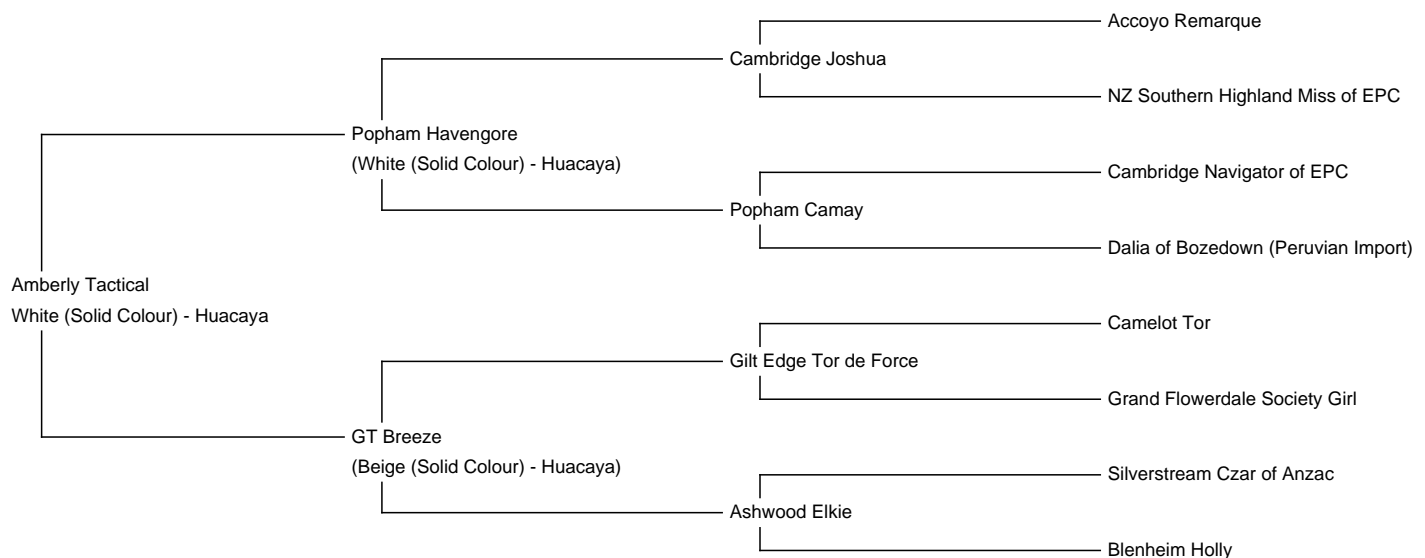 Accoyo Remarque
Cambridge Joshua
NZ Southern Highland Miss of EPC
Popham Havengore
(White (Solid Colour) - Huacaya)
Cambridge Navigator of EPC
Popham Camay
Dalia of Bozedown (Peruvian Import)
Amberly Tactical
White (Solid Colour) - Huacaya
Camelot Tor
Gilt Edge Tor de Force
Grand Flowerdale Society Girl
GT Breeze
(Beige (Solid Colour) - Huacaya)
Silverstream Czar of Anzac
Ashwood Elkie
Blenheim Holly